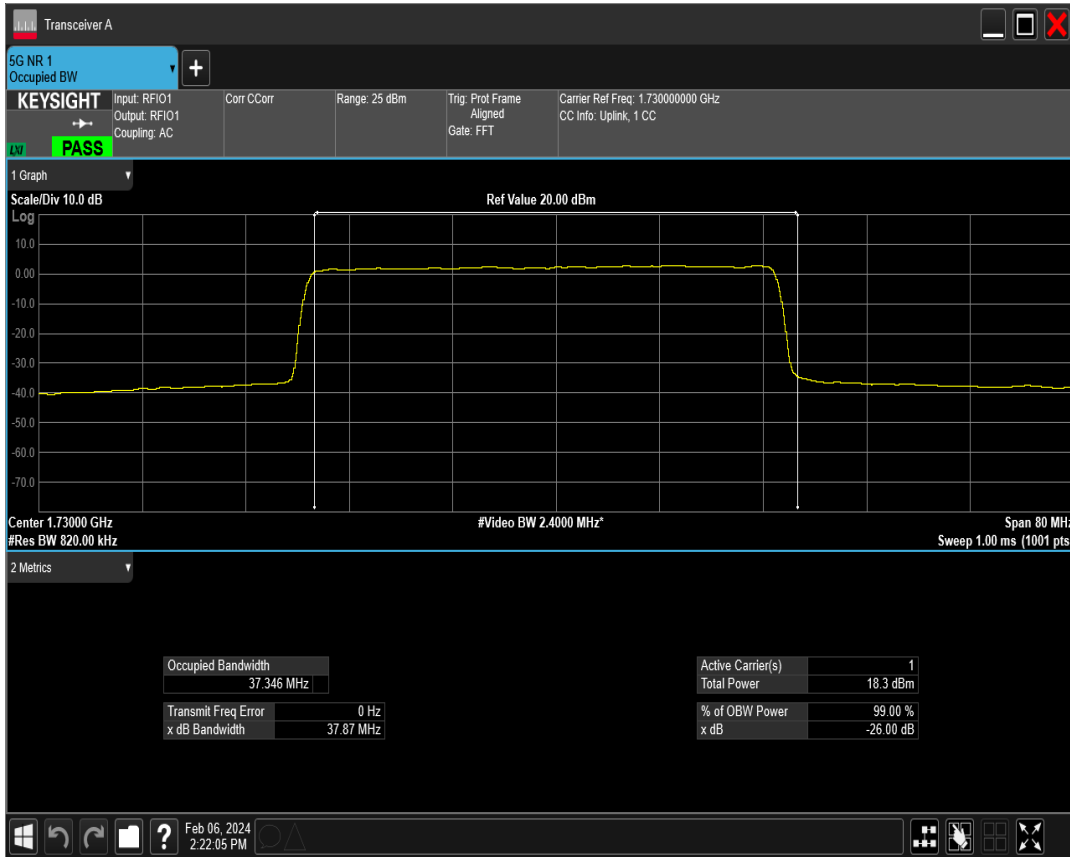 Transceiver A
5G NR 1
Occupied BW
+
KEYSIGHT
Input: RFIO1
Output: RFIO1
Coupling: AC
Corr CCorr
Range: 25 dBm
Trig: Prot Frame
Aligned
Gate: FFT
Carrier Ref Freq: 1.730000000 GHz
CC Info: Uplink, 1 CC
LXI
PASS
1 Graph
Scale/Div 10.0 dB
Ref Value 20.00 dBm
Log
10.0
0.00
-10.0
-20.0
-30.0
-40.0
-50.0
-60.0
-70.0
Center 1.73000 GHz
#Video BW 2.4000 MHz*
Span 80 MHz
#Res BW 820.00 kHz
Sweep 1.00 ms (1001 pts
2 Metrics
Occupied Bandwidth
37.346 MHz
Transmit Freq Error 0 Hz
x dB Bandwidth 37.87 MHz
Active Carrier(s) 1
Total Power 18.3 dBm
% of OBW Power 99.00 %
x dB -26.00 dB
?
Feb 06, 2024
2:22:05 PM